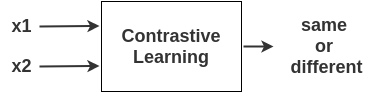 x1
x2
Contrastive
Learning
same
or
different